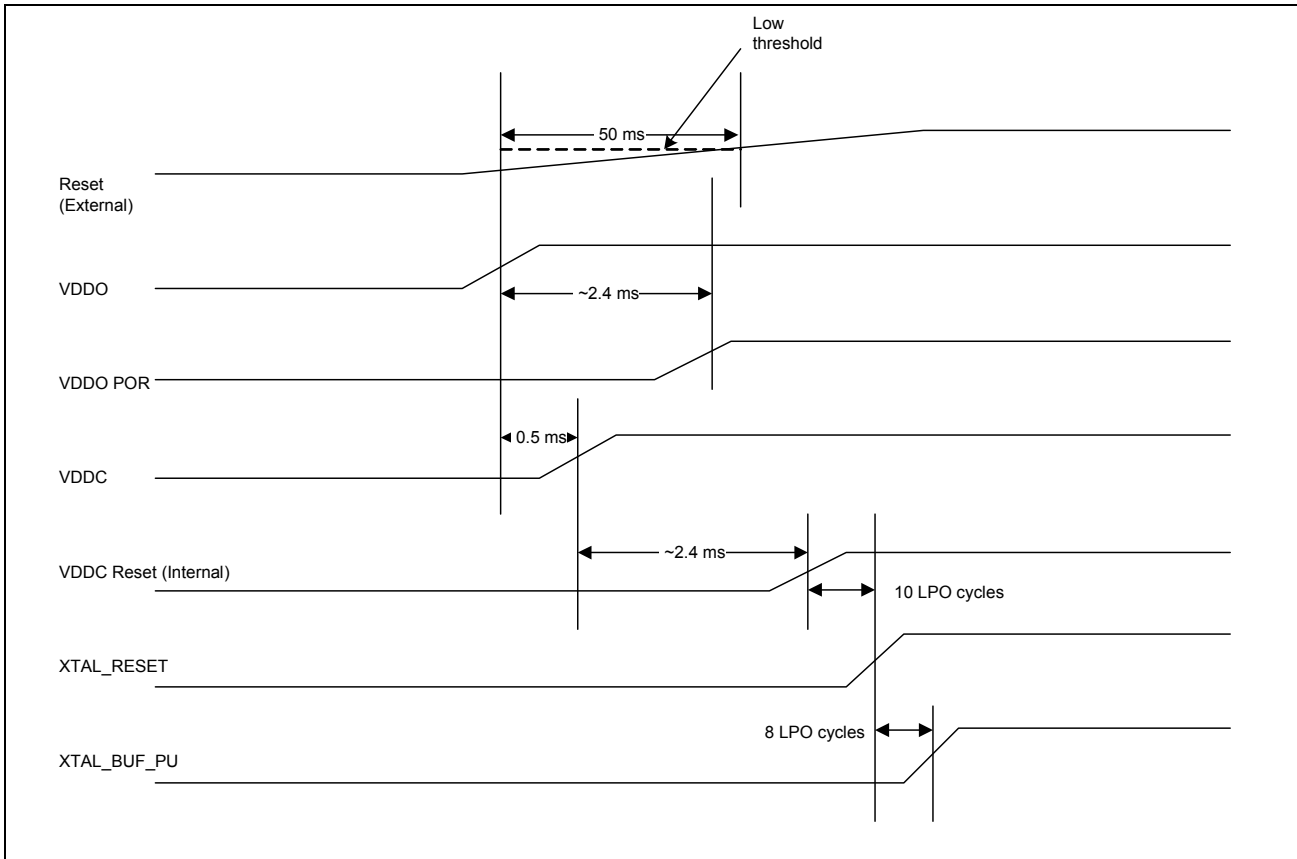 Low
threshold
50 ms
Reset
(External)
VDDO
~2.4 ms
VDDO POR
0.5 ms
VDDC
~2.4 ms
VDDC Reset (Internal)
10 LPO cycles
XTAL_RESET
8 LPO cycles
XTAL_BUF_PU